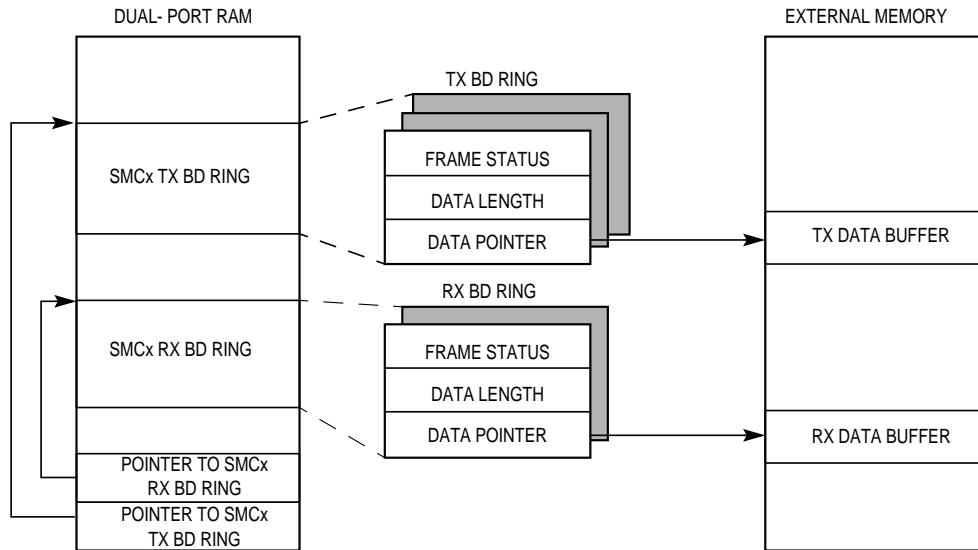 DUAL- PORT RAM
EXTERNAL MEMORY
TX BD RING
FRAME STATUS
DATA LENGTH
DATA POINTER
SMCx TX BD RING
TX DATA BUFFER
RX BD RING
FRAME STATUS
DATA LENGTH
DATA POINTER
SMCx RX BD RING
RX DATA BUFFER
POINTER TO SMCx
RX BD RING
POINTER TO SMCx
TX BD RING